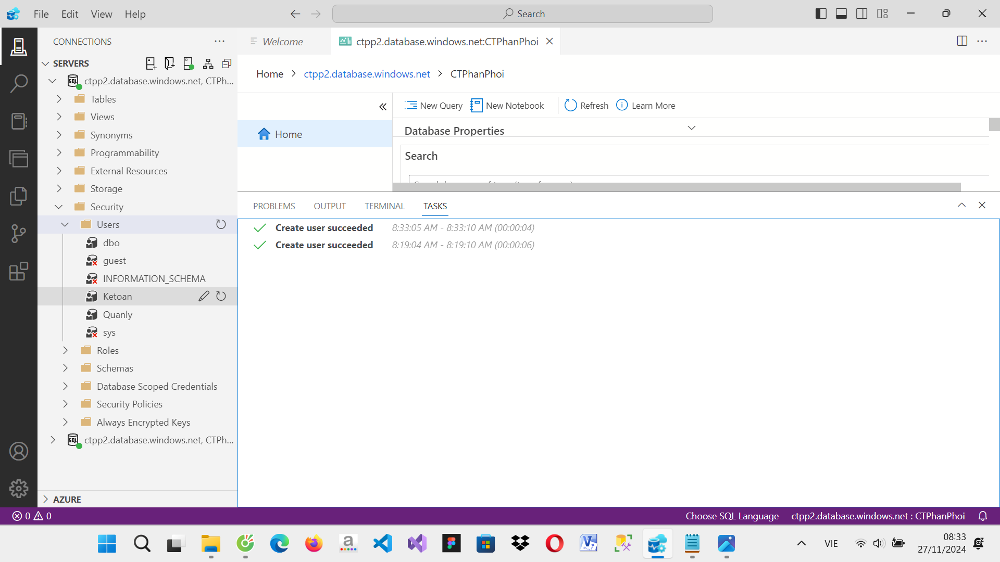 File Edit View Help
Search
CONNECTIONS
SERVERS
ctpp2.database.windows.net, CTPh...
Tables
Views
Synonyms
Programmability
External Resources
Storage
Security
Users
dbo
guest
INFORMATION_SCHEMA
Ketoan
Quanly
sys
Roles
Schemas
Database Scoped Credentials
Security Policies
Always Encrypted Keys
ctpp2.database.windows.net, CTPh...
AZURE
Welcome
ctpp2.database.windows.net:CTPhanPhoi
Home > ctpp2.database.windows.net > CTPhanPhoi
Home
New Query New Notebook Refresh Learn More
Database Properties
Search
PROBLEMS OUTPUT TERMINAL TASKS
Create user succeeded 8:33:05 AM - 8:33:10 AM (00:00:04)
Create user succeeded 8:19:04 AM - 8:19:10 AM (00:00:06)
0 0
Choose SQL Language ctpp2.database.windows.net : CTPhanPhoi
VIE
08:33
27/11/2024